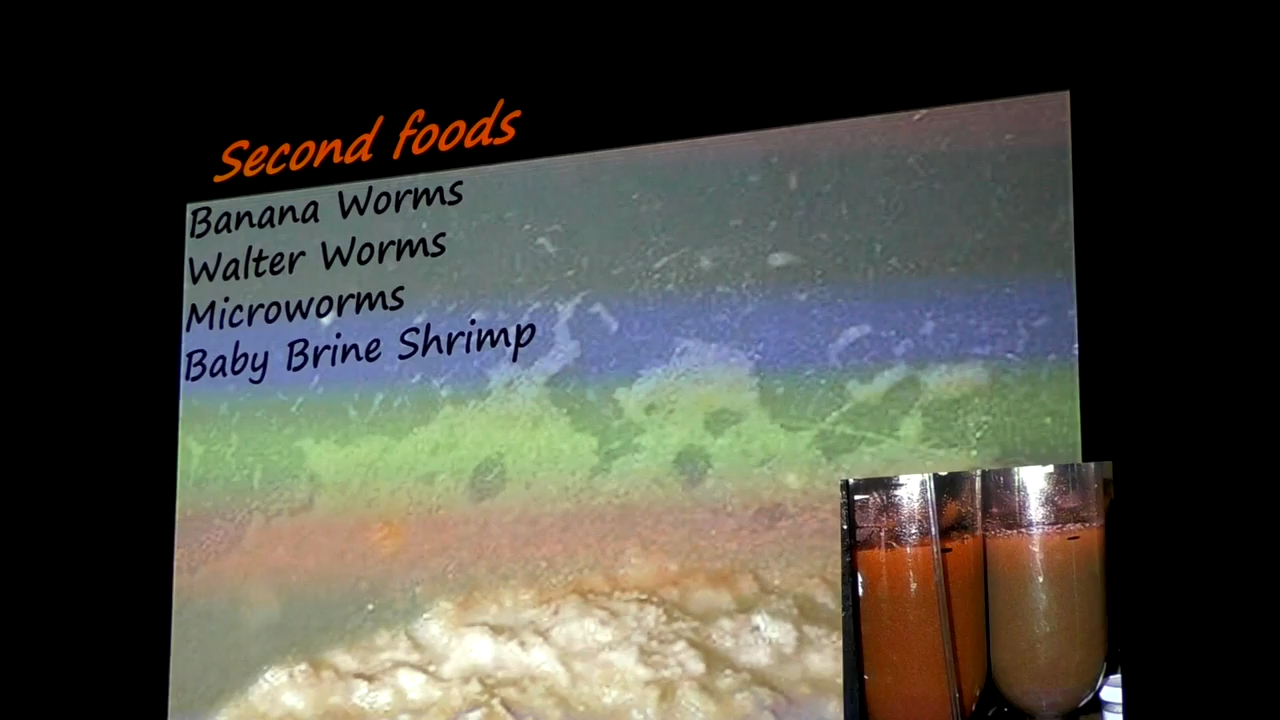 Second foods
Banana Worms
Walter Worms
Microworms
Baby Brine Shrimp